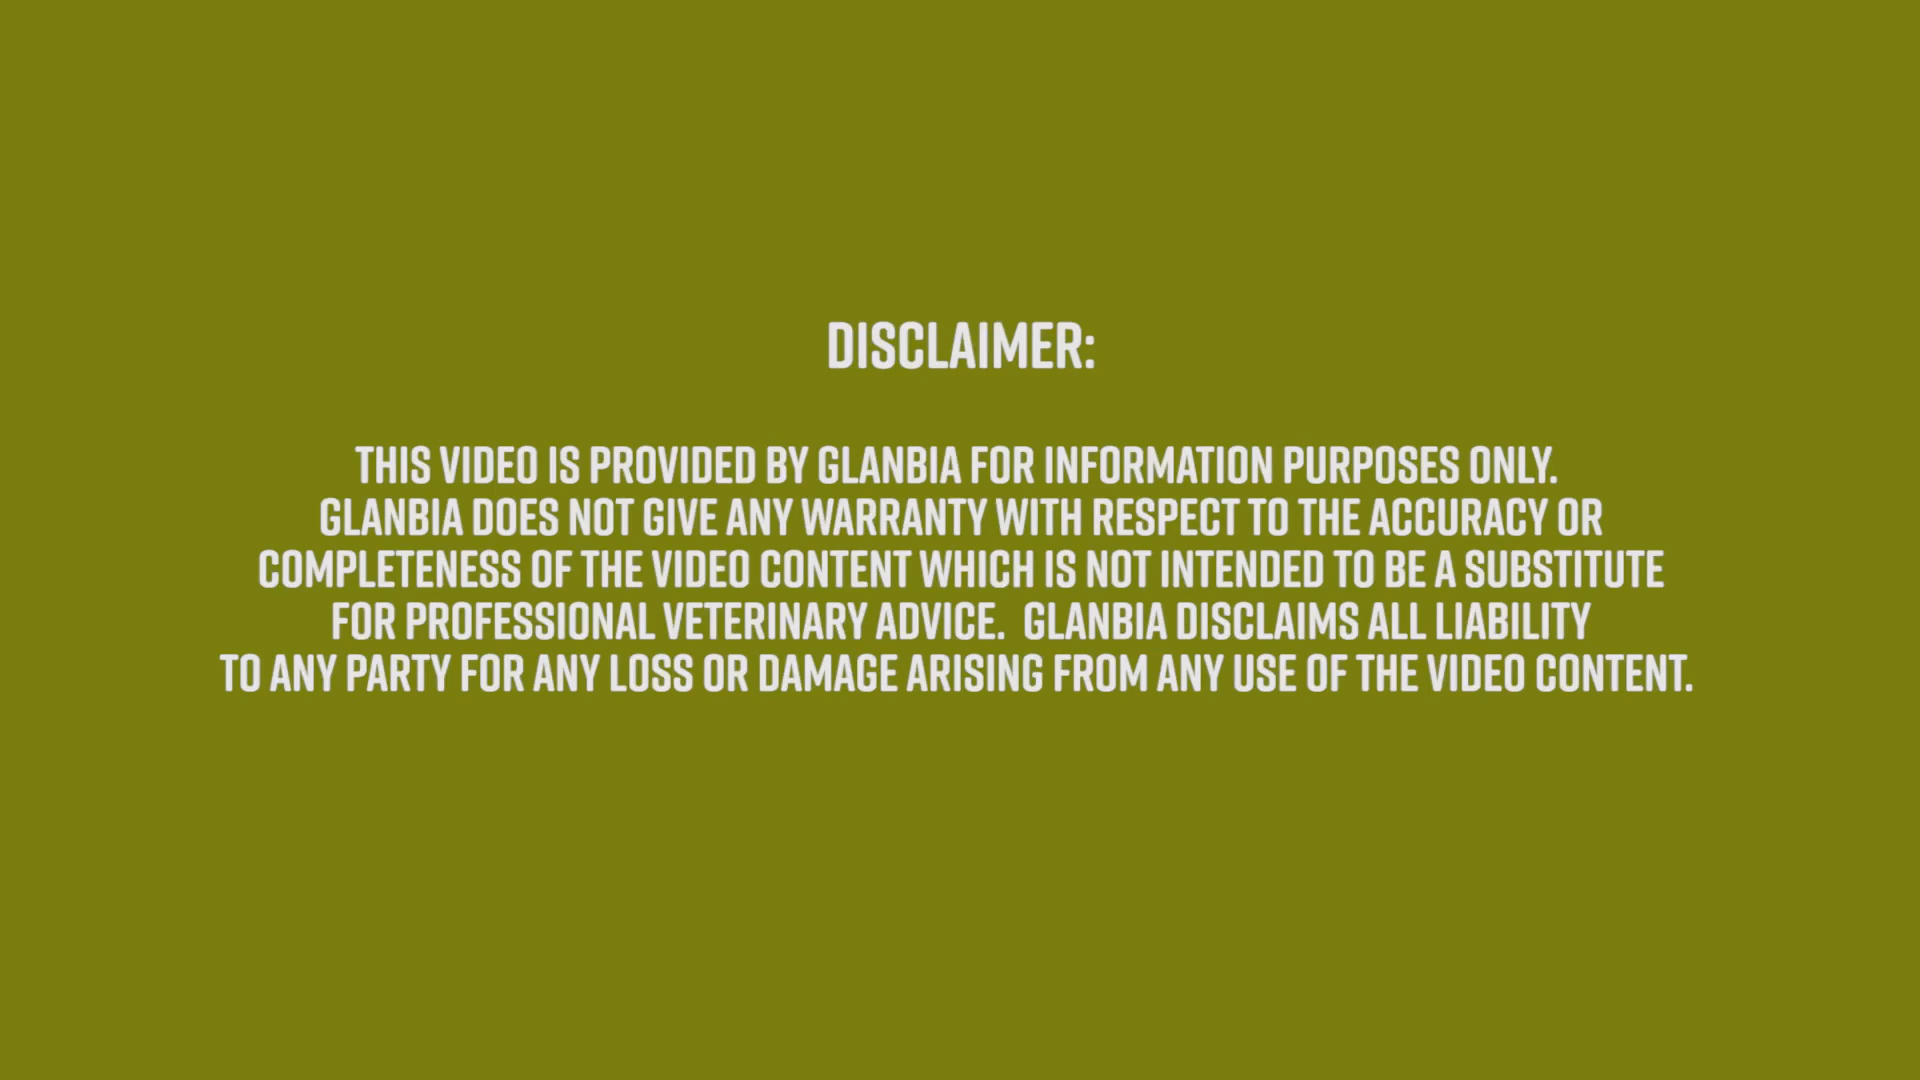 DISCLAIMER:
THIS VIDEO IS PROVIDED BY GLANBIA FOR INFORMATION PURPOSES ONLY.
GLANBIA DOES NOT GIVE ANY WARRANTY WITH RESPECT TO THE ACCURACY OR
COMPLETENESS OF THE VIDEO CONTENT WHICH IS NOT INTENDED TO BE A SUBSTITUTE
FOR PROFESSIONAL VETERINARY ADVICE.  GLANBIA DISCLAIMS ALL LIABILITY
TO ANY PARTY FOR ANY LOSS OR DAMAGE ARISING FROM ANY USE OF THE VIDEO CONTENT.